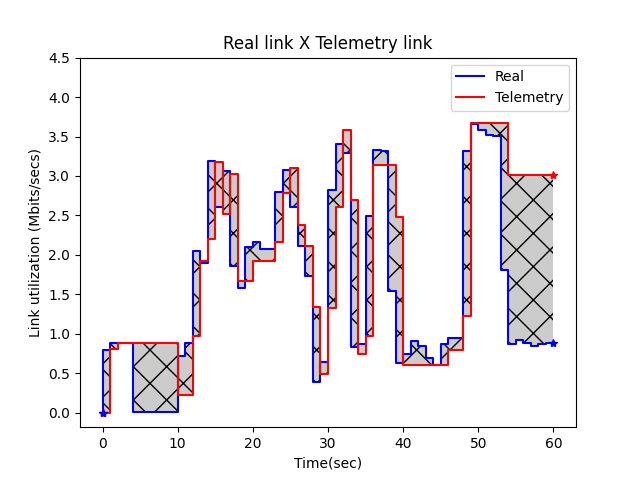 Real link X Telemetry link
Real
Telemetry
Link utilization (Mbits/secs)
4.5
4.0
3.5
3.0
2.5
2.0
1.5
1.0
0.5
0.0
0 10 20 30 40 50 60
Time(sec)